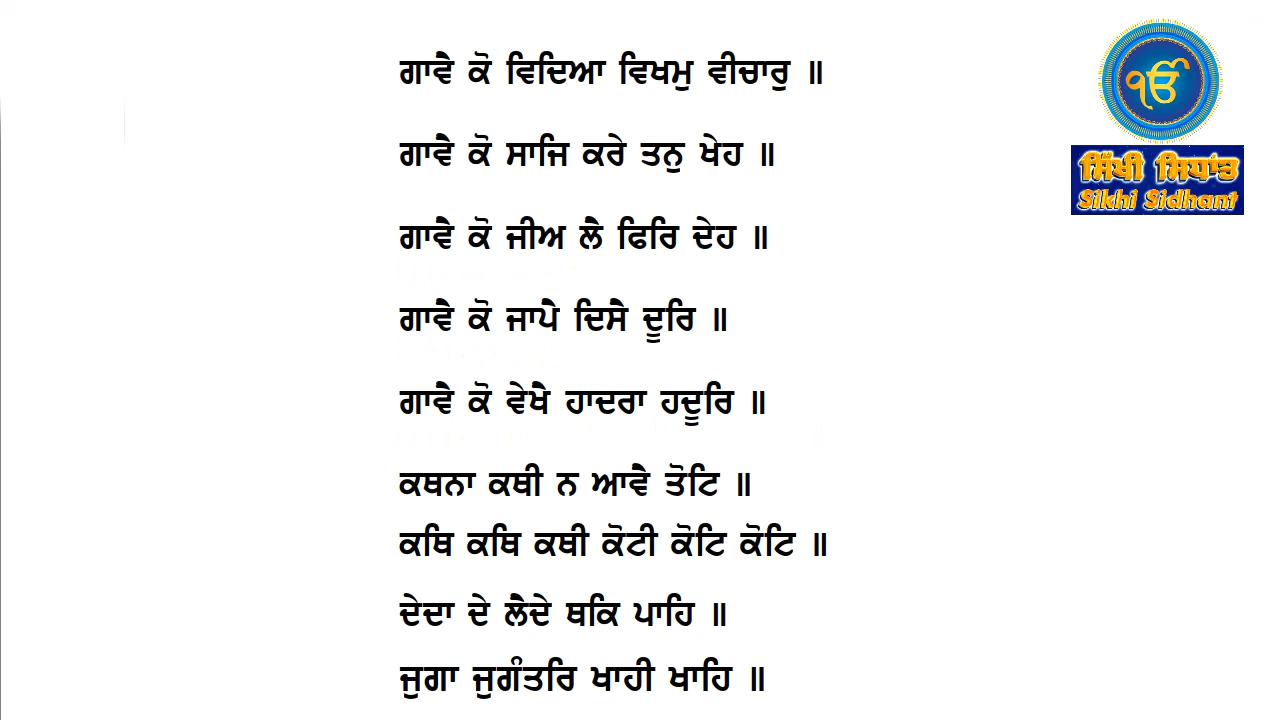 ਗਾਵੈ ਕੋ ਵਿਦਿਆ ਵਿਖਮੁ ਵੀਚਾਰੁ ॥
ਗਾਵੈ ਕੋ ਸਾਜਿ ਕਰੇ ਤਨੁ ਖੇਹ ॥
ਗਾਵੈ ਕੋ ਜੀਅ ਲੈ ਫਿਰਿ ਦੇਹ ॥
ਗਾਵੈ ਕੋ ਜਾਪੈ ਦਿਸੈ ਦੂਰਿ ॥
ਗਾਵੈ ਕੋ ਵੇਖੈ ਹਾਦਰਾ ਹਦੂਰਿ ॥
ਕਥਨਾ ਕਥੀ ਨ ਆਵੈ ਤੋਟਿ ॥
ਕਥਿ ਕਥਿ ਕਥੀ ਕੋਟੀ ਕੋਟਿ ਕੋਟਿ ॥
ਦੇਦਾ ਦੇ ਲੈਦੇ ਥਕਿ ਪਾਹਿ ॥
ਜੁਗਾ ਜੁਗੰਤਰਿ ਖਾਹੀ ਖਾਹਿ ॥
ੴ
ਸਿੱਖੀ ਸਿਧਾਂਤ
Sikhi Sidhant